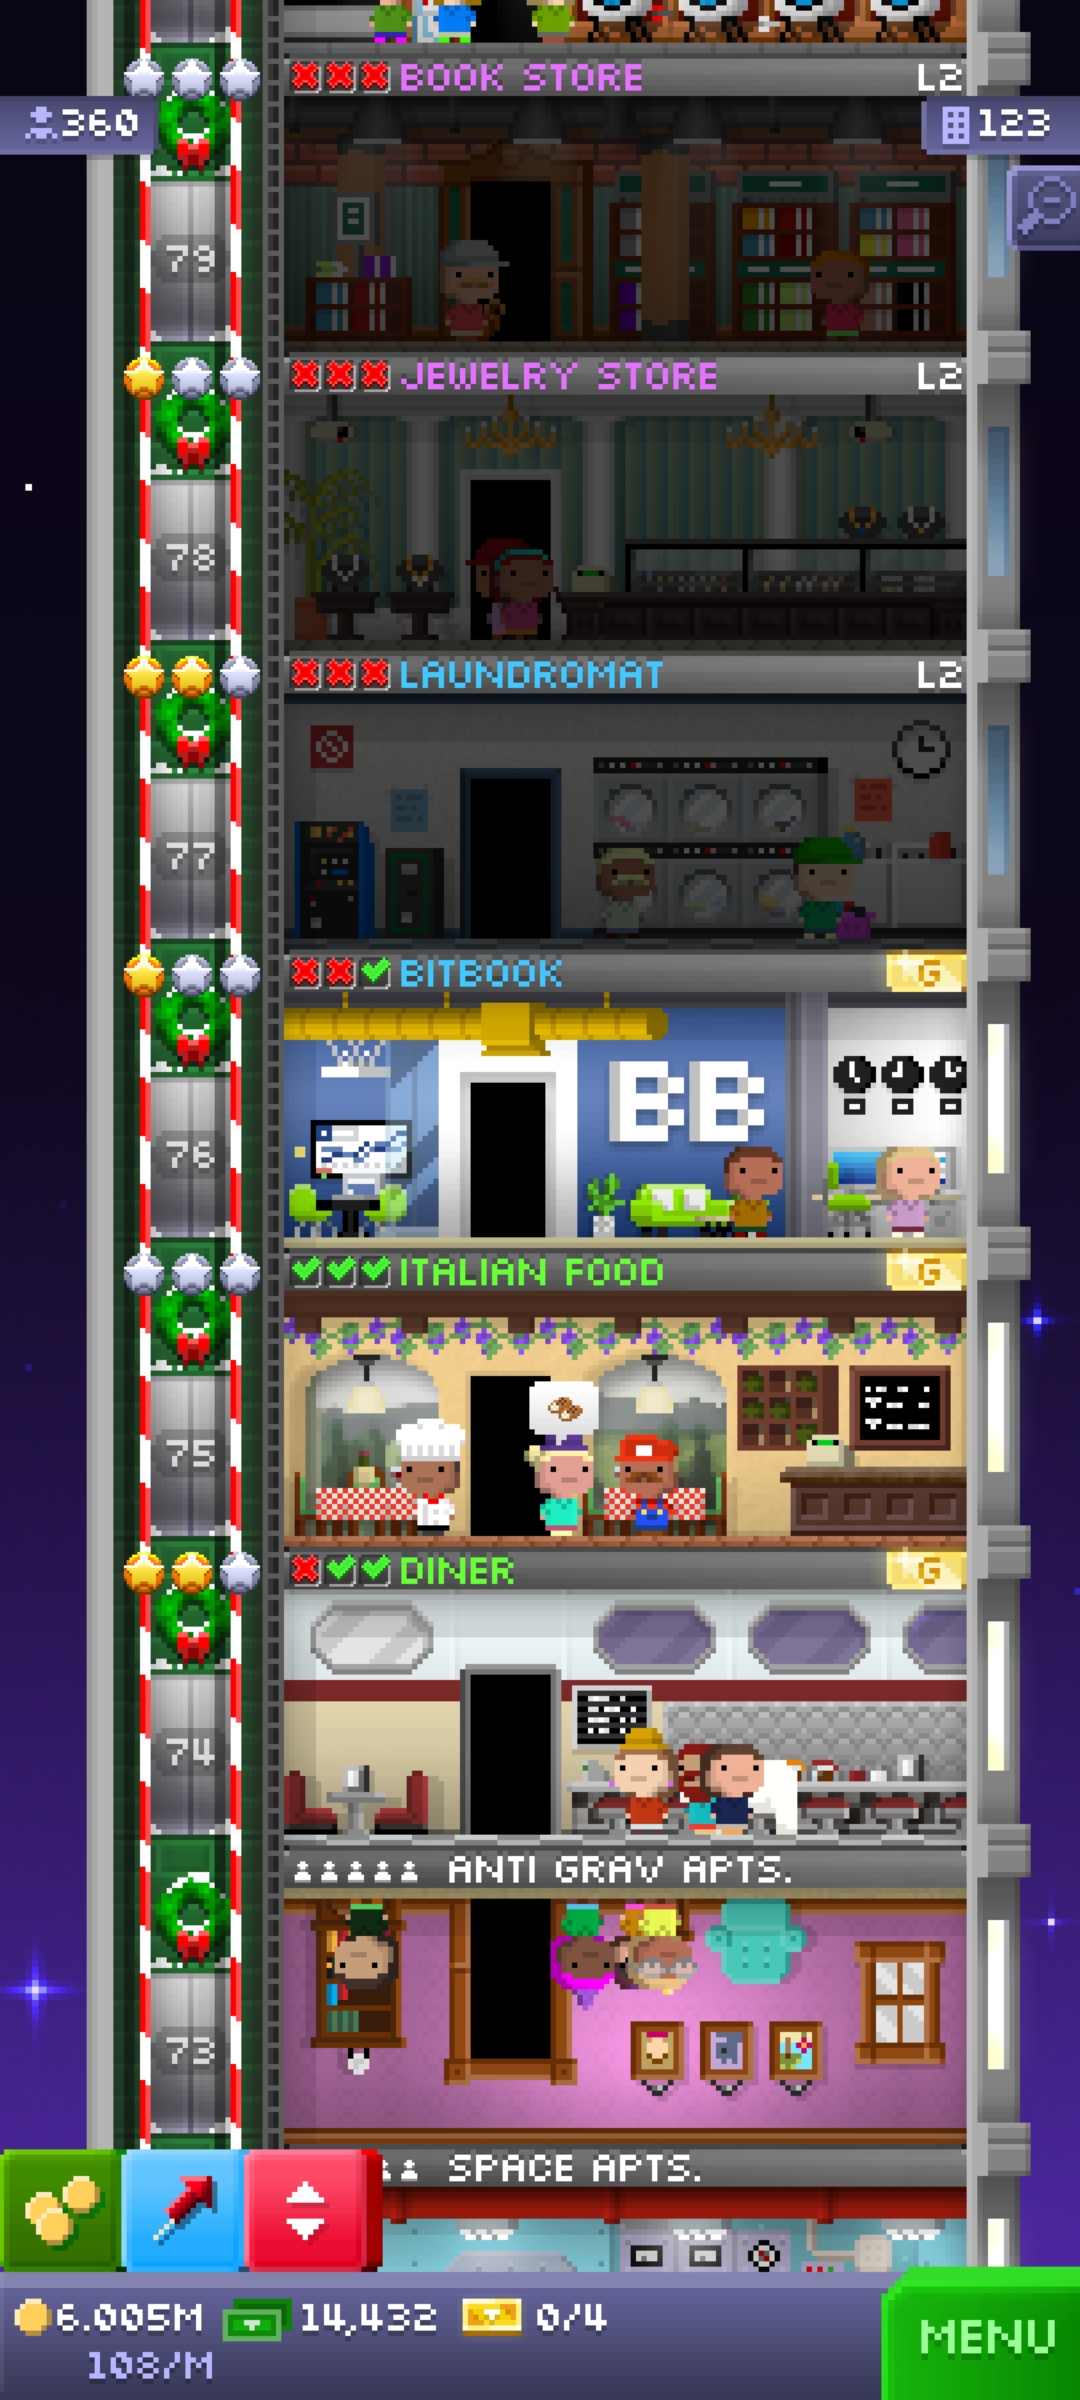 BOOK STORE L2
360
123
79
JEWELRY STORE L2
78
LAUNDROMAT L2
77
BITBOOK G
BB
76
ITALIAN FOOD G
75
DINER G
74
ANTI GRAV APTS.
73
SPACE APTS.
6.005M 14,432 0/4
108/M
MENU